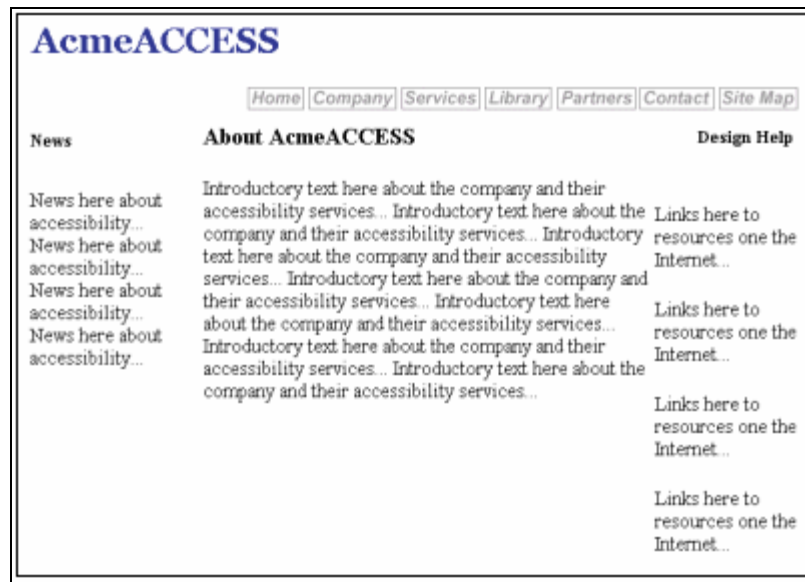 AcmeACCESS
Home Company Services Library Partners Contact Site Map
News
News here about
accessibility...
News here about
accessibility...
News here about
accessibility...
News here about
accessibility...
About AcmeACCESS
Introductory text here about the company and their
accessibility services... Introductory text here about the
company and their accessibility services... Introductory
text here about the company and their accessibility
services... Introductory text here about the company and
their accessibility services... Introductory text here
about the company and their accessibility services...
Introductory text here about the company and their
accessibility services... Introductory text here about the
company and their accessibility services...
Design Help
Links here to
resources one the
Internet...
Links here to
resources one the
Internet...
Links here to
resources one the
Internet...
Links here to
resources one the
Internet...